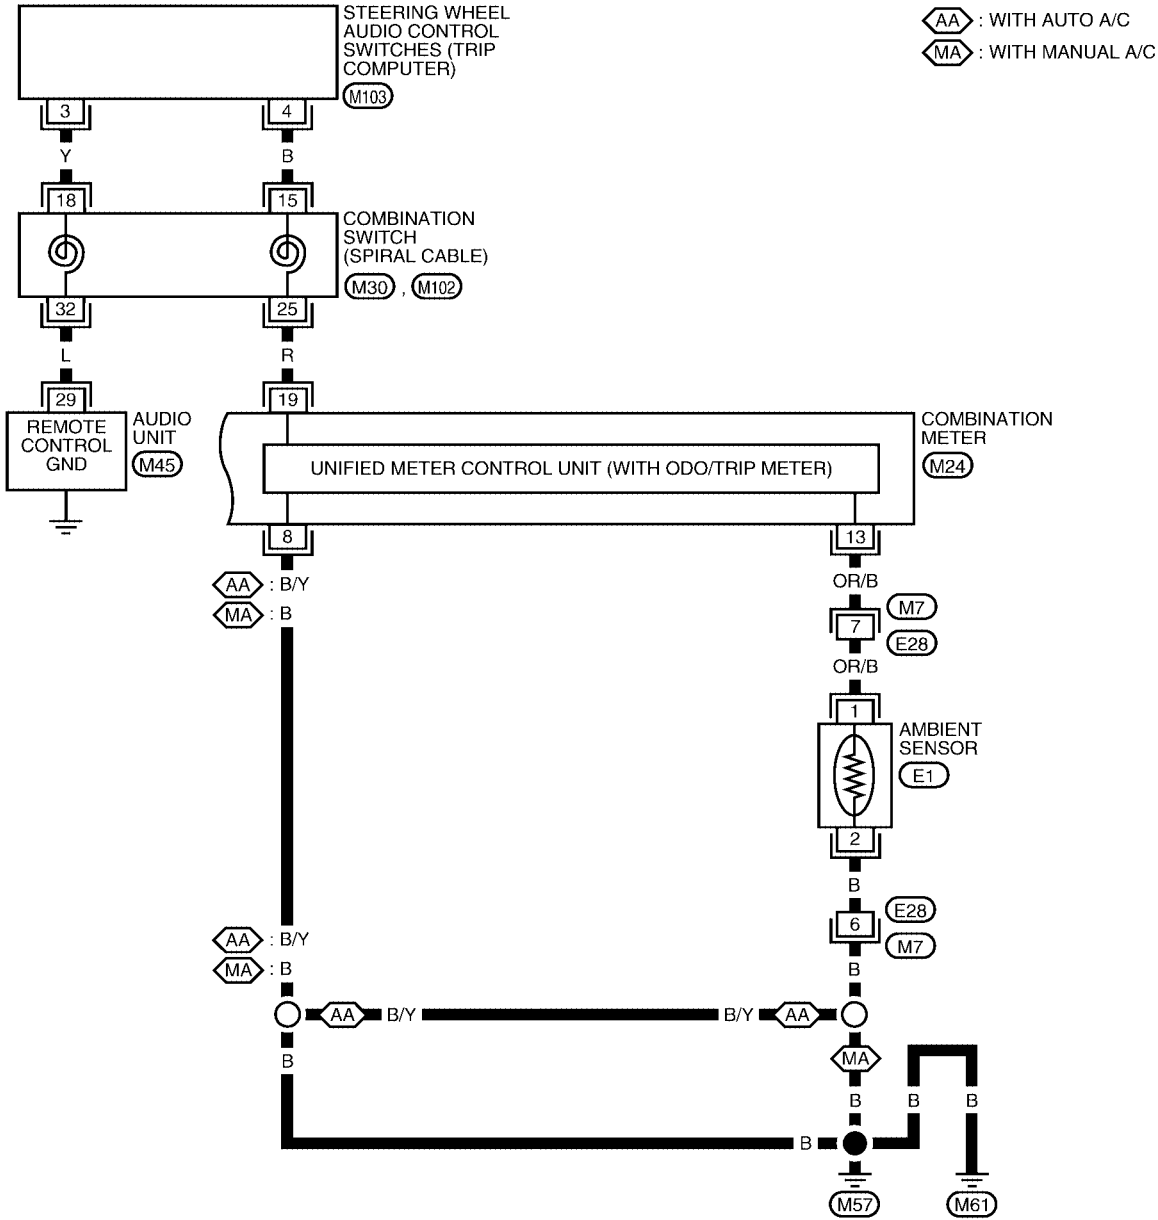 STEERING WHEEL
AUDIO CONTROL
SWITCHES (TRIP
COMPUTER)
M103
AA : WITH AUTO A/C
MA : WITH MANUAL A/C
3
4
Y
B
18
15
COMBINATION
SWITCH
(SPIRAL CABLE)
M30 , M102
32
25
L
R
29
19
REMOTE
CONTROL
GND
AUDIO
UNIT
M45
UNIFIED METER CONTROL UNIT (WITH ODO/TRIP METER)
COMBINATION
METER
M24
8
13
AA : B/Y
MA : B
OR/B
M7
7
E28
OR/B
1
AMBIENT
SENSOR
E1
2
B
E28
6
M7
AA : B/Y
MA : B
B
AA B/Y
B/Y AA
B
MA
B
B
B
B
M57
M61